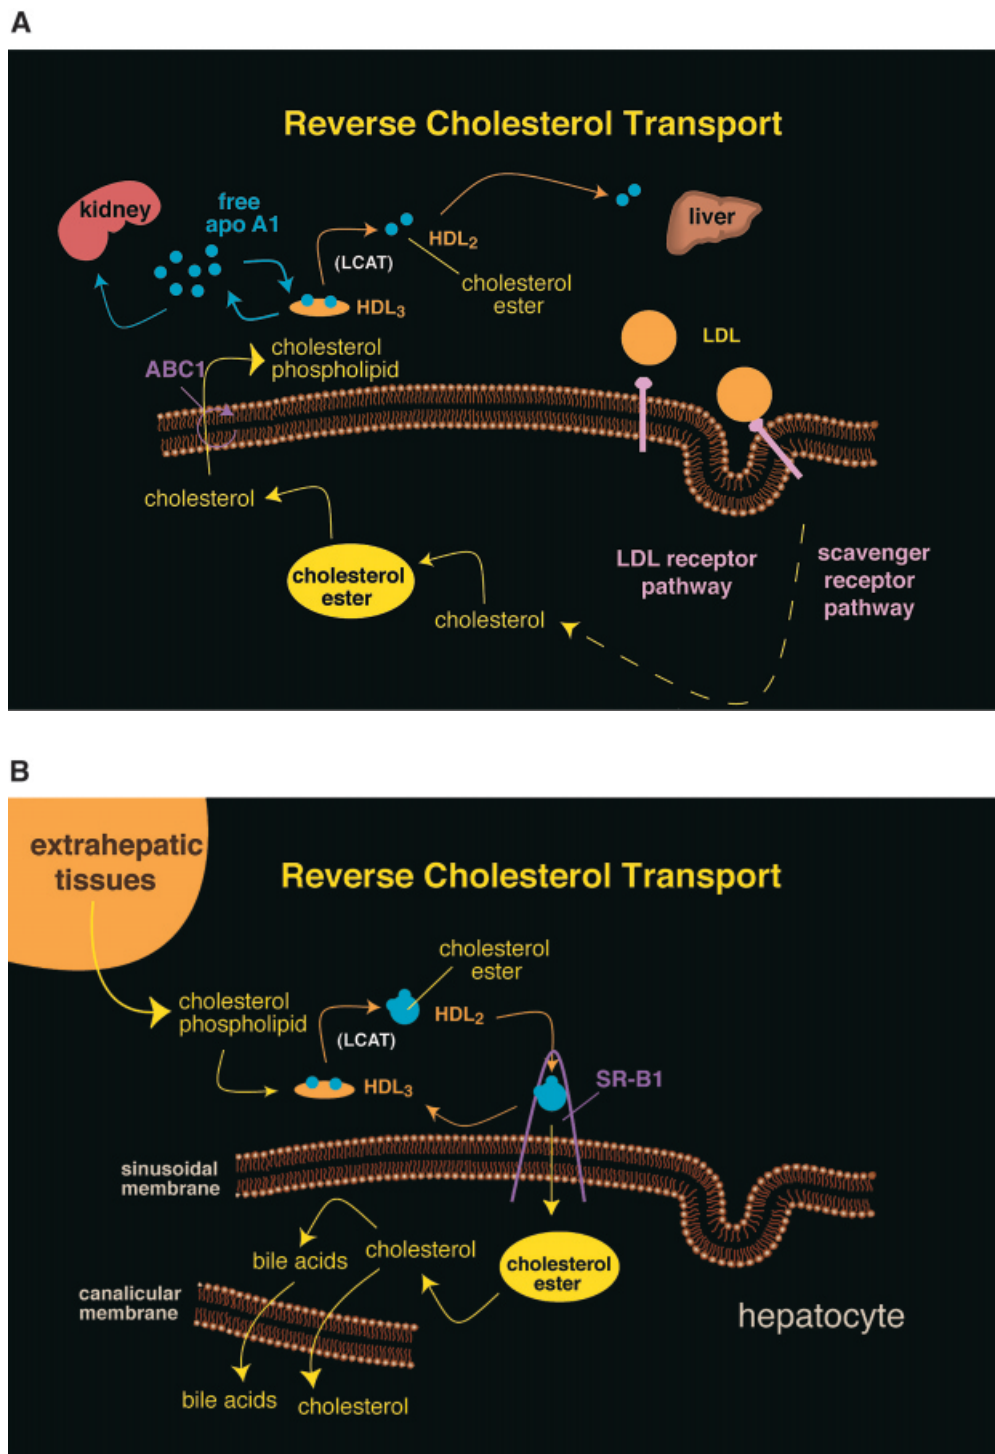 A
Reverse Cholesterol Transport
kidney
free
apo A1
liver
HDL2
(LCAT)
cholesterol
ester
HDL3
LDL
cholesterol
phospholipid
ABC1
cholesterol
cholesterol
ester
cholesterol
LDL receptor
pathway
scavenger
receptor
pathway
B
extrahepatic
tissues
Reverse Cholesterol Transport
cholesterol
ester
cholesterol
phospholipid
HDL2
(LCAT)
HDL3
SR-B1
sinusoidal
membrane
bile acids
cholesterol
cholesterol
ester
canalicular
membrane
hepatocyte
bile acids
cholesterol